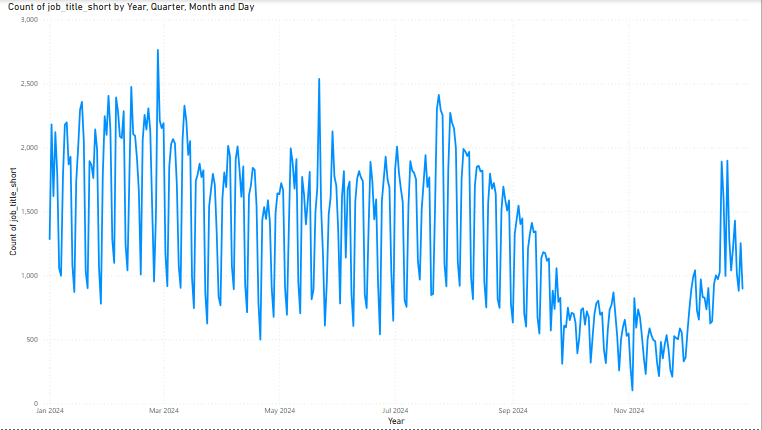 Count of job_title_short by Year, Quarter, Month and Day
3,000
2,500
2,000
1,500
1,000
500
0
Count of job_title_short
Jan 2024 Mar 2024 May 2024 Jul 2024 Sep 2024 Nov 2024
Year